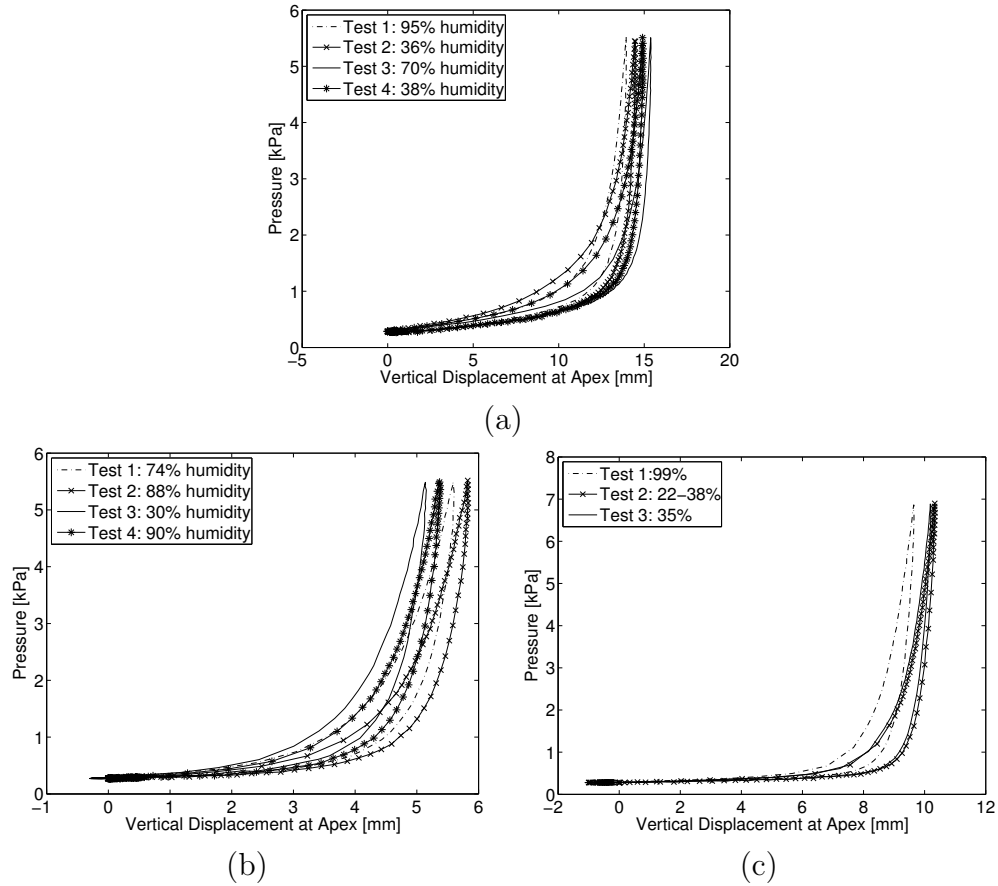 6
5
4
3
2
1
0
Pressure [kPa]
Test 1: 95% humidity
Test 2: 36% humidity
Test 3: 70% humidity
Test 4: 38% humidity
−5 0 5 10 15 20
Vertical Displacement at Apex [mm]
(a)
6
5
4
3
2
1
0
Pressure [kPa]
Test 1: 74% humidity
Test 2: 88% humidity
Test 3: 30% humidity
Test 4: 90% humidity
−1 0 1 2 3 4 5 6
Vertical Displacement at Apex [mm]
(b)
8
7
6
5
4
3
2
1
0
Pressure [kPa]
Test 1:99%
Test 2: 22−38%
Test 3: 35%
−2 0 2 4 6 8 10 12
Vertical Displacement at Apex [mm]
(c)